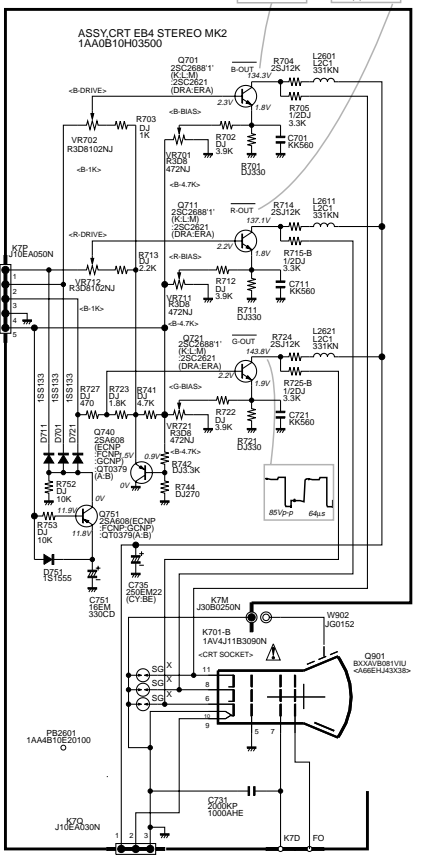 ASSY,CRT EB4 STEREO MK2
1AA0B10H03500
Q701
2SC2688'1'
(K:L:M)
:2SC2621
(DRA:ERA)
B-OUT
134.3V
R704
2SJ12K
L2601
L2C1
331KN
<B-DRIVE>
2.3V
1.8V
R705
1/2DJ
3.3K
R703
DJ
1K
<B-BIAS>
VR702
R3D8102NJ
R702
DJ
3.9K
C701
KK560
VR701
R3D8
472NJ
R701
DJ330
<B-1K>
<B-4.7K>
Q711
2SC2688'1'
(K:L:M)
:2SC2621
(DRA:ERA)
R-OUT
137.1V
R714
2SJ12K
L2611
L2C1
331KN
<R-DRIVE>
2.2V
1.8V
R715-B
1/2DJ
3.3K
K7P
J10EA050N
1
2
3
4
5
R713
DJ
2.2K
<R-BIAS>
VR712
R3D8102NJ
R712
DJ
3.9K
C711
KK560
VR711
R3D8
472NJ
R711
DJ330
<B-1K>
<B-4.7K>
Q721
2SC2688'1'
(K:L:M)
:2SC2621
(DRA:ERA)
G-OUT
143.8V
R724
2SJ12K
L2621
L2C1
331KN
2.2V
1.9V
R725-B
1/2DJ
3.3K
1SS133
1SS133
1SS133
D711
D701
D721
R727
DJ
470
R723
DJ
1.8K
R741
DJ
4.7K
<G-BIAS>
R722
DJ
3.9K
C721
KK560
VR721
R3D8
472NJ
R721
DJ330
Q740
2SA608
(ECNP
:FCNP
:GCNP)
:QT0379
(A:B)
1.5V
0.9V
0V
<B-4.7K>
R742
DJ3.3K
R744
DJ270
85Vp-p
64μs
R752
DJ
10K
0V
11.9V
R753
DJ
10K
Q751
2SA608(ECNP
:FCNP:GCNP)
:QT0379(A:B)
11.8V
D751
1S1555
C751
16EM
330CD
C735
250EM22
(CY:BE)
K7M
J30B0250N
W902
JG0152
K701-B
1AV4J11B3090N
<CRT SOCKET>
Q901
BXXAVB081V/U
<A66EHJ43X38>
SG
X
11
SG
X
8
SG
X
6
10
9
5
7
PB2601
1AA4B10E20100
C731
2000KP
1000AHE
K7Q
J10EA030N
1
2
3
K7D
FO